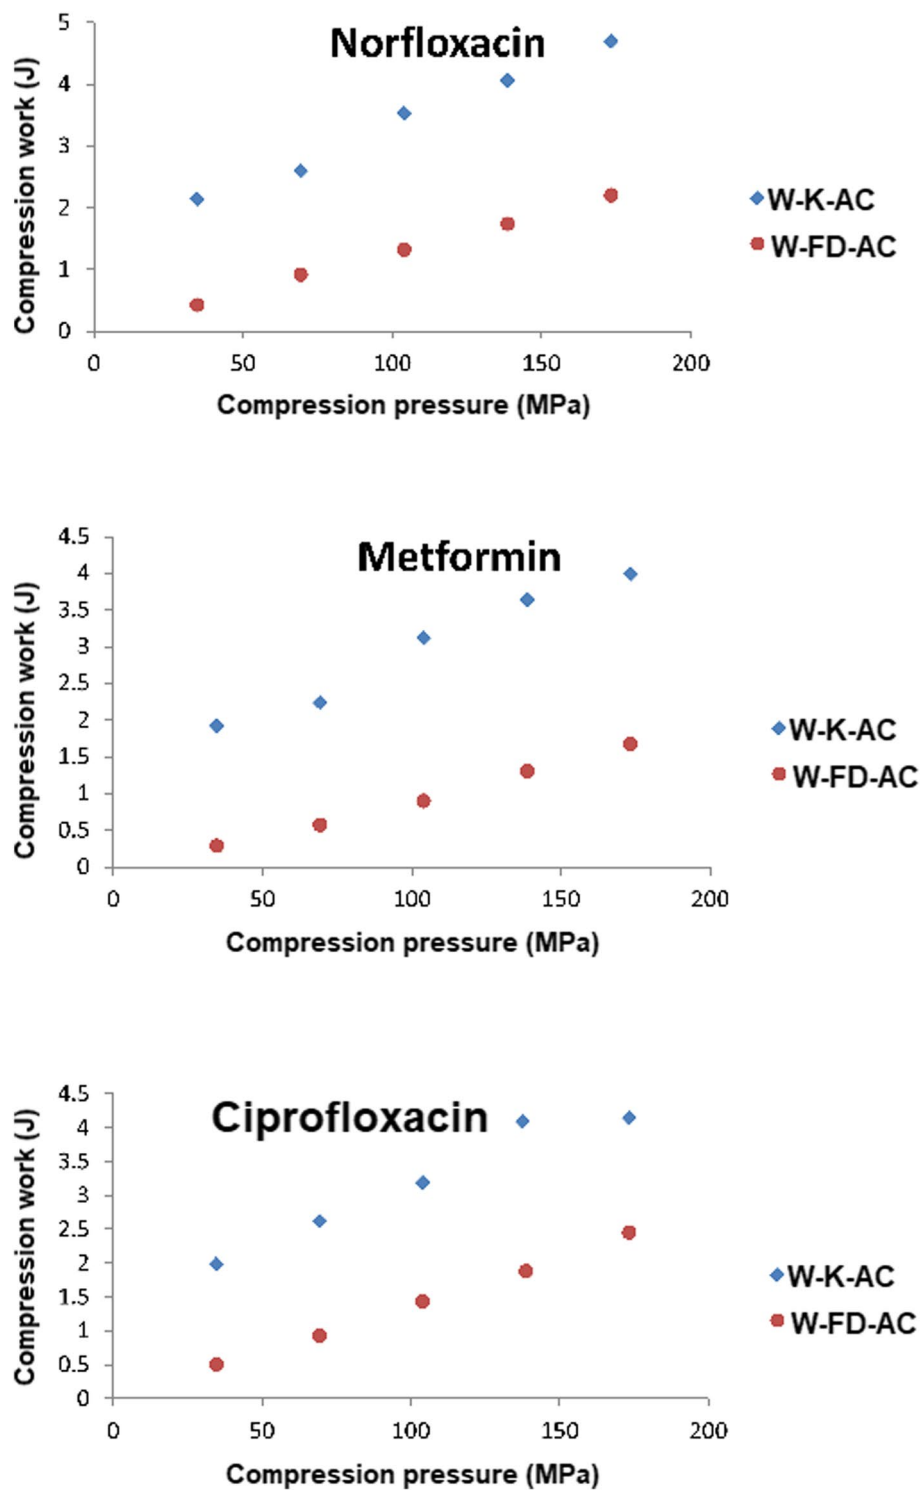 Norfloxacin
Compression work (J)
5
4
3
2
1
0
0 50 100 150 200
Compression pressure (MPa)
W-K-AC
W-FD-AC
Metformin
Compression work (J)
4.5
4
3.5
3
2.5
2
1.5
1
0.5
0
0 50 100 150 200
Compression pressure (MPa)
W-K-AC
W-FD-AC
Ciprofloxacin
Compression work (J)
4.5
4
3.5
3
2.5
2
1.5
1
0.5
0
0 50 100 150 200
Compression pressure (MPa)
W-K-AC
W-FD-AC